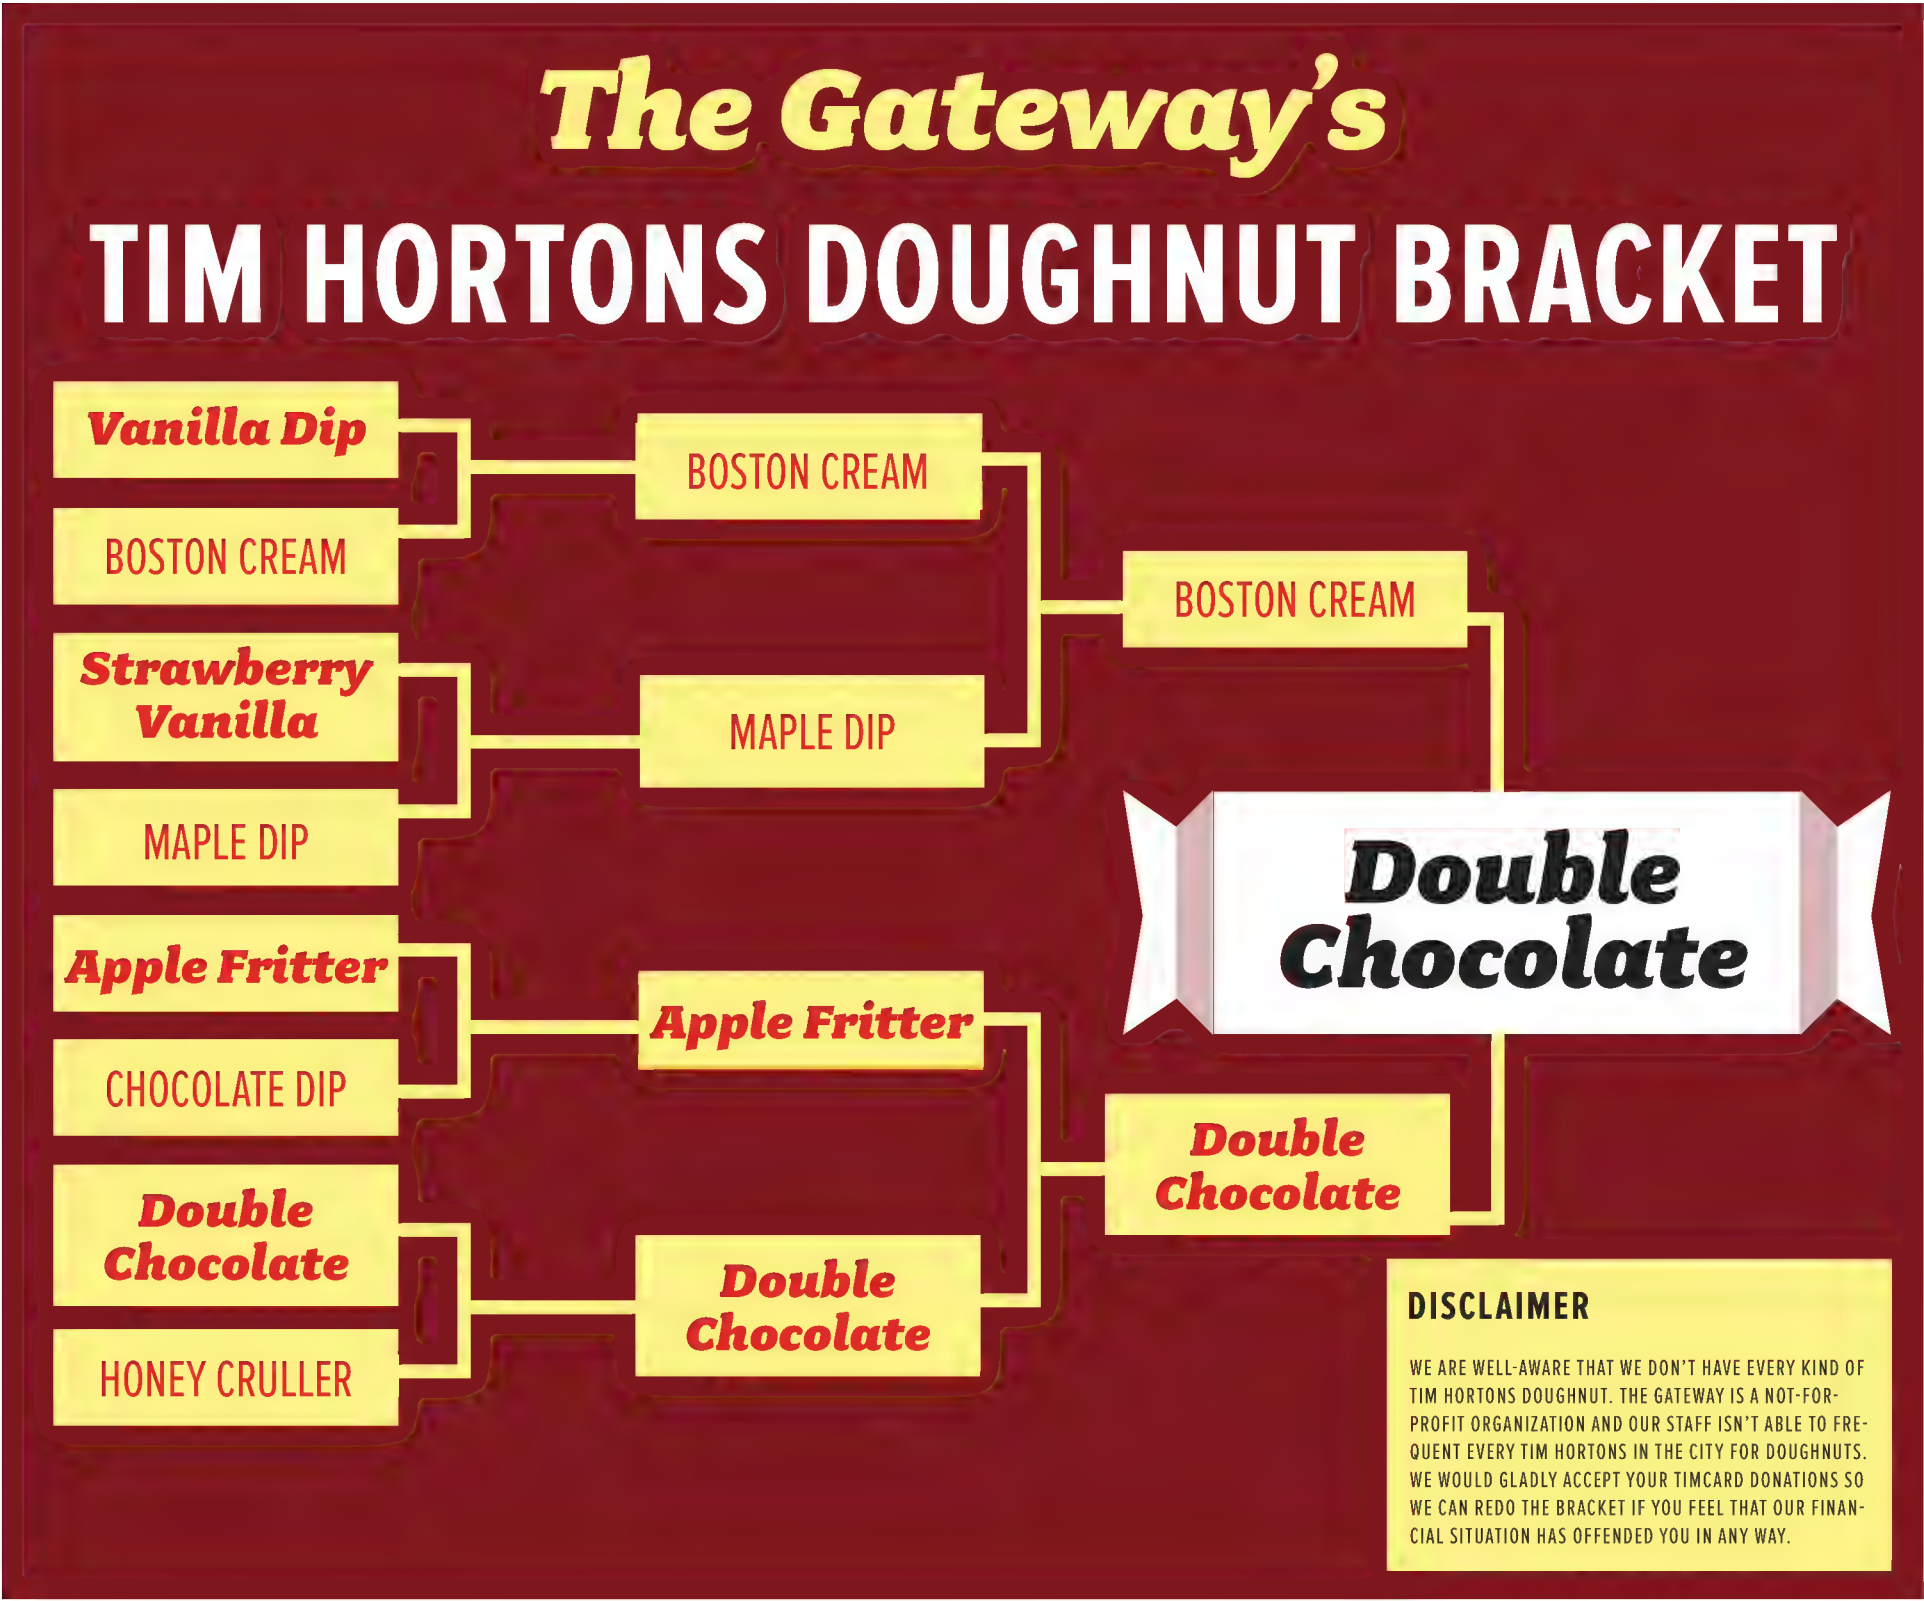 The Gateway's
TIM HORTONS DOUGHNUT BRACKET
Vanilla Dip
BOSTON CREAM
Strawberry
Vanilla
MAPLE DIP
Apple Fritter
CHOCOLATE DIP
Double
Chocolate
HONEY CRULLER
BOSTON CREAM
MAPLE DIP
Apple Fritter
Double
Chocolate
BOSTON CREAM
Double
Chocolate
Double
Chocolate
DISCLAIMER
WE ARE WELL-AWARE THAT WE DON'T HAVE EVERY KIND OF
TIM HORTONS DOUGHNUT. THE GATEWAY IS A NOT-FOR-
PROFIT ORGANIZATION AND OUR STAFF ISN'T ABLE TO FRE-
QUENT EVERY TIM HORTONS IN THE CITY FOR DOUGHNUTS.
WE WOULD GLADLY ACCEPT YOUR TIMCARD DONATIONS SO
WE CAN REDO THE BRACKET IF YOU FEEL THAT OUR FINAN-
CIAL SITUATION HAS OFFENDED YOU IN ANY WAY.